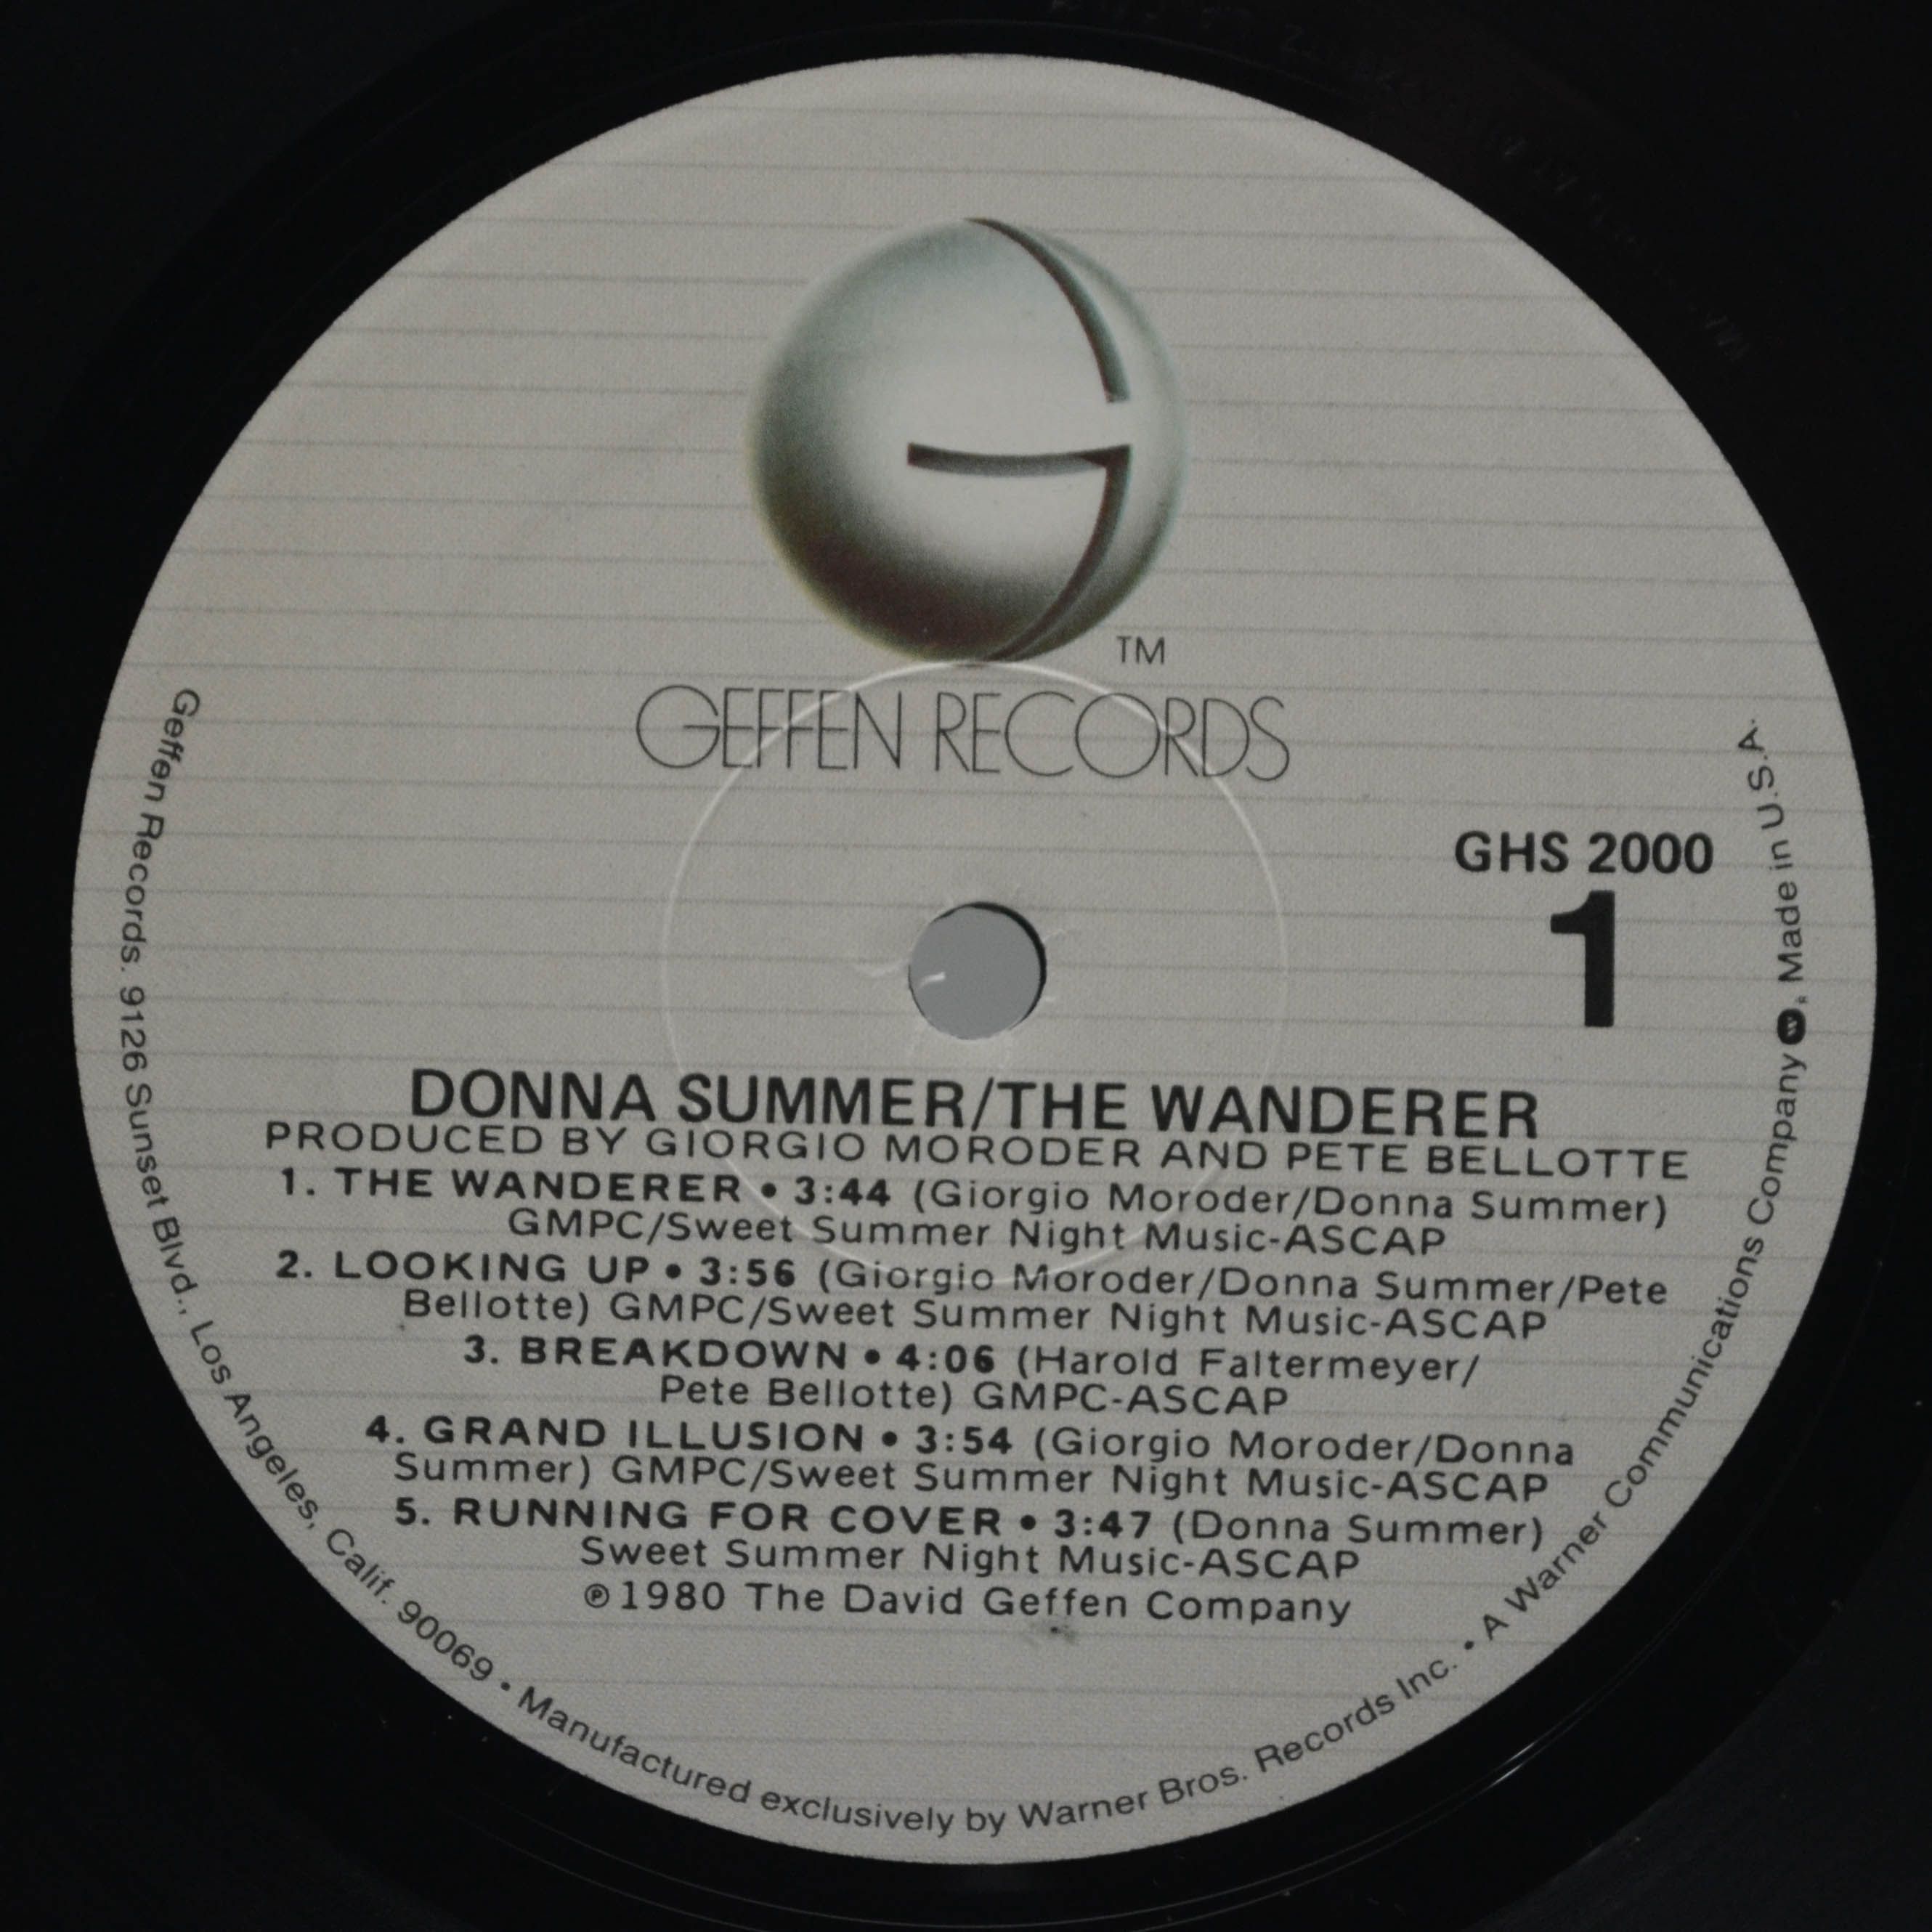 TM
GEFFEN RECORDS
GHS 2000
1
DONNA SUMMER/THE WANDERER
PRODUCED BY GIORGIO MORODER AND PETE BELLOTTE
1. THE WANDERER • 3:44 (Giorgio Moroder/Donna Summer)
GMPC/Sweet Summer Night Music-ASCAP
2. LOOKING UP • 3:56 (Giorgio Moroder/Donna Summer/Pete
Bellotte) GMPC/Sweet Summer Night Music-ASCAP
3. BREAKDOWN • 4:06 (Harold Faltermeyer/
Pete Bellotte) GMPC-ASCAP
4. GRAND ILLUSION • 3:54 (Giorgio Moroder/Donna
Summer) GMPC/Sweet Summer Night Music-ASCAP
5. RUNNING FOR COVER • 3:47 (Donna Summer)
Sweet Summer Night Music-ASCAP
℗1980 The David Geffen Company
Geffen Records. 9126 Sunset Blvd., Los Angeles, Calif. 90069 • Manufactured exclusively by Warner Bros. Records Inc. • A Warner Communications Company. Made in U.S.A.